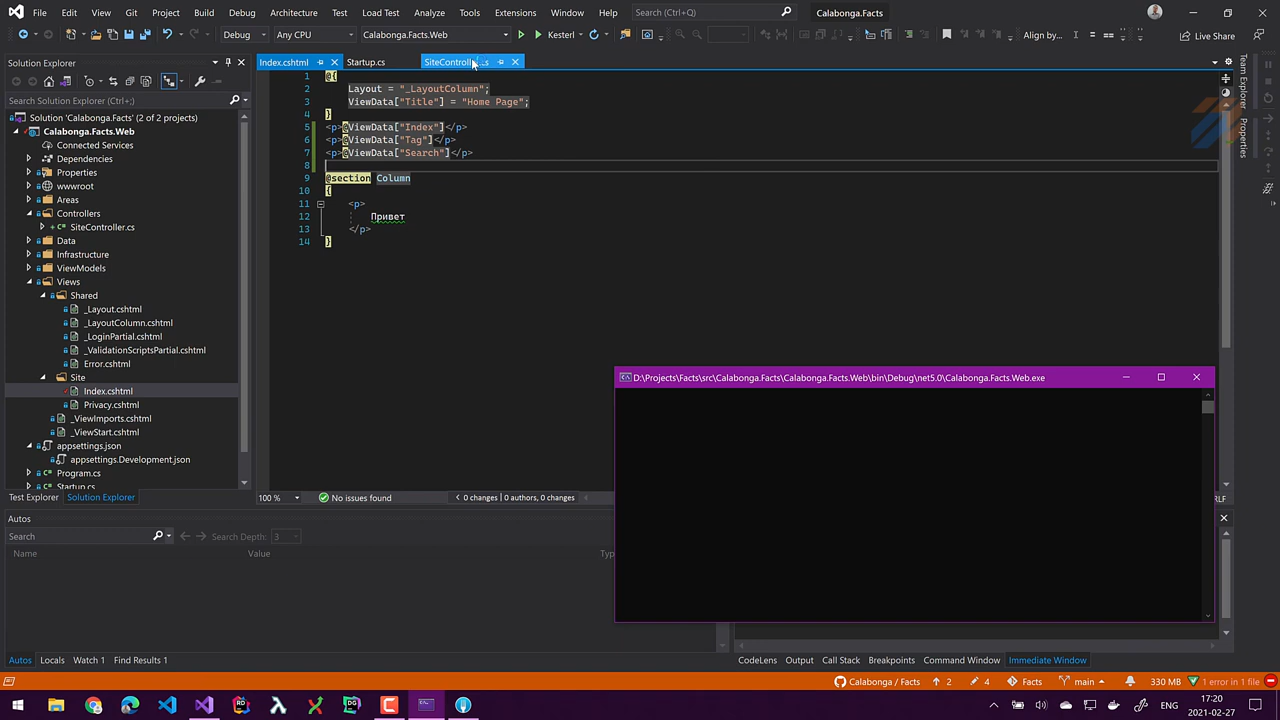 File Edit View Git Project Build Debug Architecture Test Load Test Analyze Tools Extensions Window Help Search (Ctrl+Q) Calabonga.Facts
Debug Any CPU Calabonga.Facts.Web Kesterl Align by... Live Share
Solution Explorer
Index.cshtml Startup.cs SiteControll...s
Search Solution Explorer (Ctrl+;)
Solution 'Calabonga.Facts' (2 of 2 projects)
Calabonga.Facts.Web
Connected Services
Dependencies
Properties
wwwroot
Areas
Controllers
SiteController.cs
Data
Infrastructure
ViewModels
Views
Shared
_Layout.cshtml
_LayoutColumn.cshtml
_LoginPartial.cshtml
_ValidationScriptsPartial.cshtml
Error.cshtml
Site
Index.cshtml
Privacy.cshtml
_ViewImports.cshtml
_ViewStart.cshtml
appsettings.json
appsettings.Development.json
Program.cs
Startup.cs
Test Explorer Solution Explorer
1 @{
2 Layout = "_LayoutColumn";
3 ViewData["Title"] = "Home Page";
4 }
5 <p>@ViewData["Index"]</p>
6 <p>@ViewData["Tag"]</p>
7 <p>@ViewData["Search"]</p>
8
9 @section Column
10 {
11 <p>
12 Привет
13 </p>
14 }
Team Explorer
Properties
D:\Projects\Facts\src\Calabonga.Facts\Calabonga.Facts.Web\bin\Debug\net5.0\Calabonga.Facts.Web.exe
100 % No issues found 0 changes | 0 authors, 0 changes
Autos
Search Search Depth: 3
Name Value
Autos Locals Watch 1 Find Results 1
CodeLens Output Call Stack Breakpoints Command Window Immediate Window
Calabonga / Facts 2 4 Facts main 330 MB 1 error in 1 file
17:20
2021-02-27